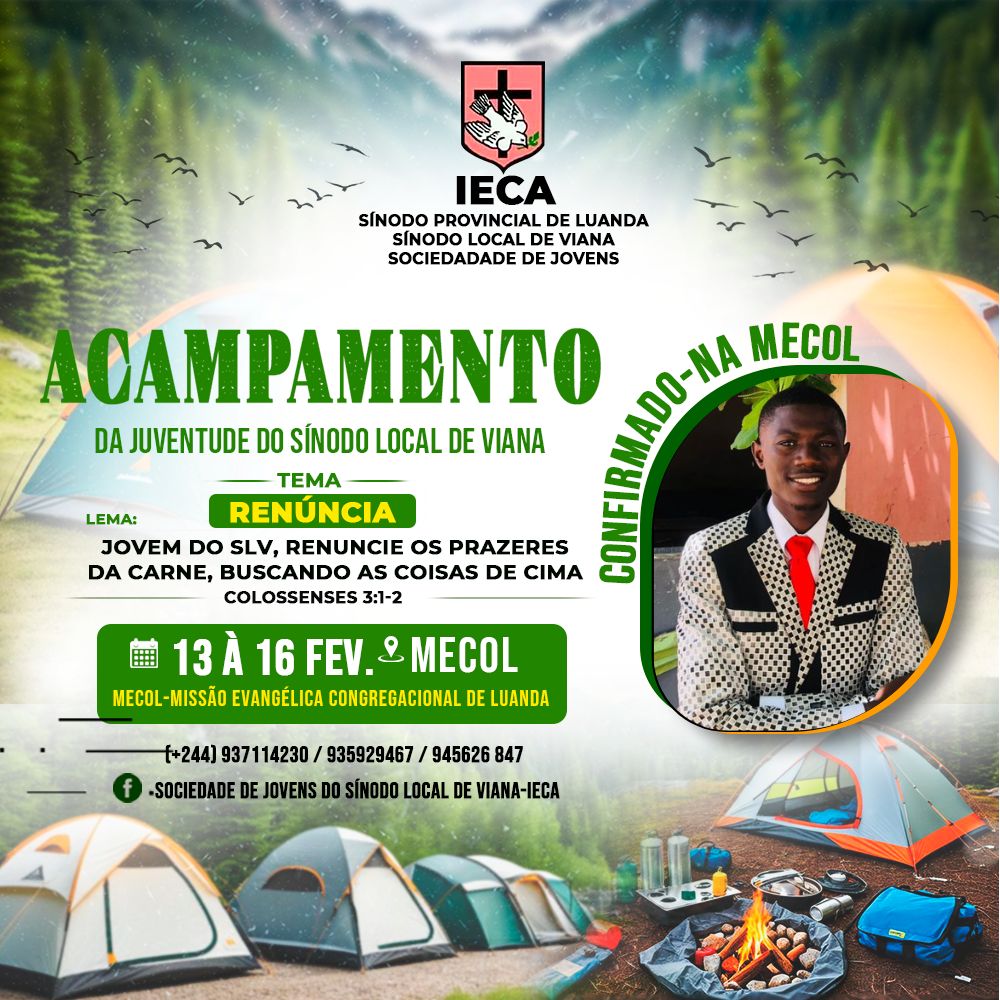 IECA
SÍNODO PROVINCIAL DE LUANDA
SÍNODO LOCAL DE VIANA
SOCIEDADADE DE JOVENS
ACAMPAMENTO
DA JUVENTUDE DO SÍNODO LOCAL DE VIANA
TEMA
RENÚNCIA
LEMA:
JOVEM DO SLV, RENUNCIE OS PRAZERES
DA CARNE, BUSCANDO AS COISAS DE CIMA
COLOSSENSES 3:1-2
CONFIRMADO-NA MECOL
13 À 16 FEV. MECOL
MECOL-MISSÃO EVANGÉLICA CONGREGACIONAL DE LUANDA
(+244) 937114230 / 935929467 / 945626 847
-SOCIEDADE DE JOVENS DO SÍNODO LOCAL DE VIANA-IECA